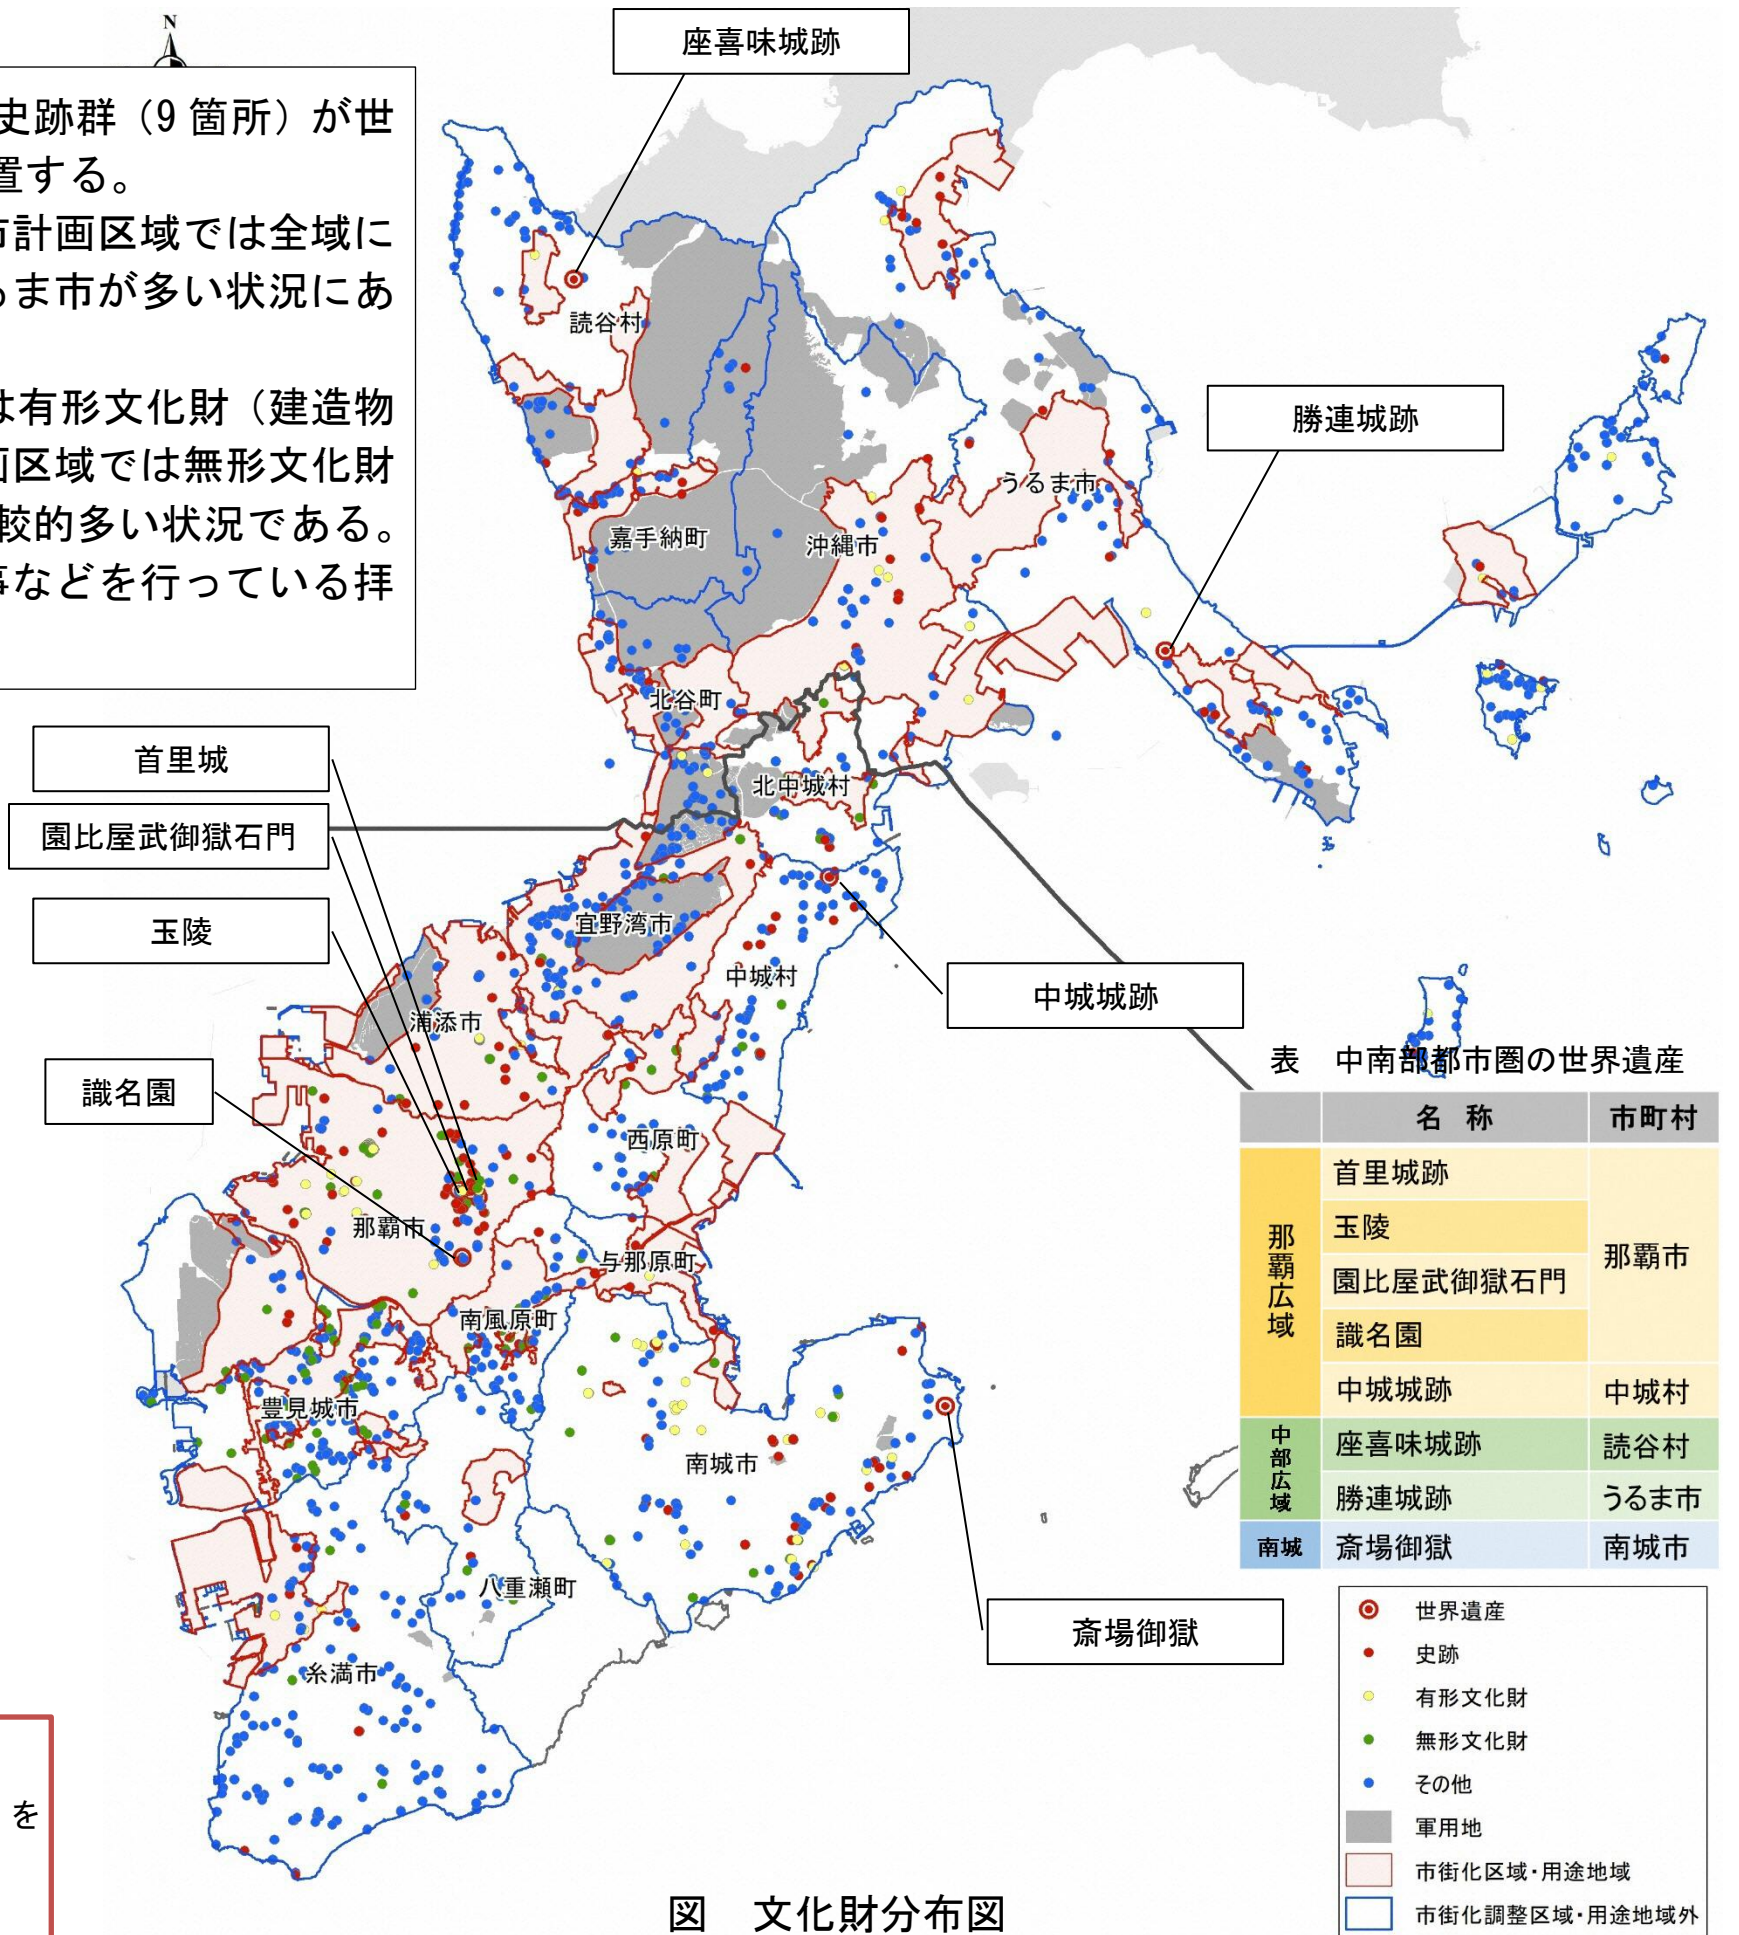 N
座喜味城跡
史跡群（9 箇所）が世
置する。
市計画区域では全域に
るま市が多い状況にあ
は有形文化財（建造物
画区域では無形文化財
較的多い状況である。
事などを行っている拝
読谷村
勝連城跡
うるま市
嘉手納町
沖縄市
北谷町
首里城
北中城村
園比屋武御嶽石門
玉陵
宜野湾市
中城村
中城城跡
浦添市
識名園
西原町
那覇市
与那原町
南風原町
豊見城市
南城市
八重瀬町
斎場御嶽
糸満市
を
表　中南部都市圏の世界遺産
名 称 市町村
那覇広域
首里城跡
玉陵
園比屋武御嶽石門
識名園
那覇市
中城城跡 中城村
中部広域
座喜味城跡 読谷村
勝連城跡 うるま市
南城 斎場御嶽 南城市
世界遺産
史跡
有形文化財
無形文化財
その他
軍用地
市街化区域・用途地域
市街化調整区域・用途地域外
図　文化財分布図